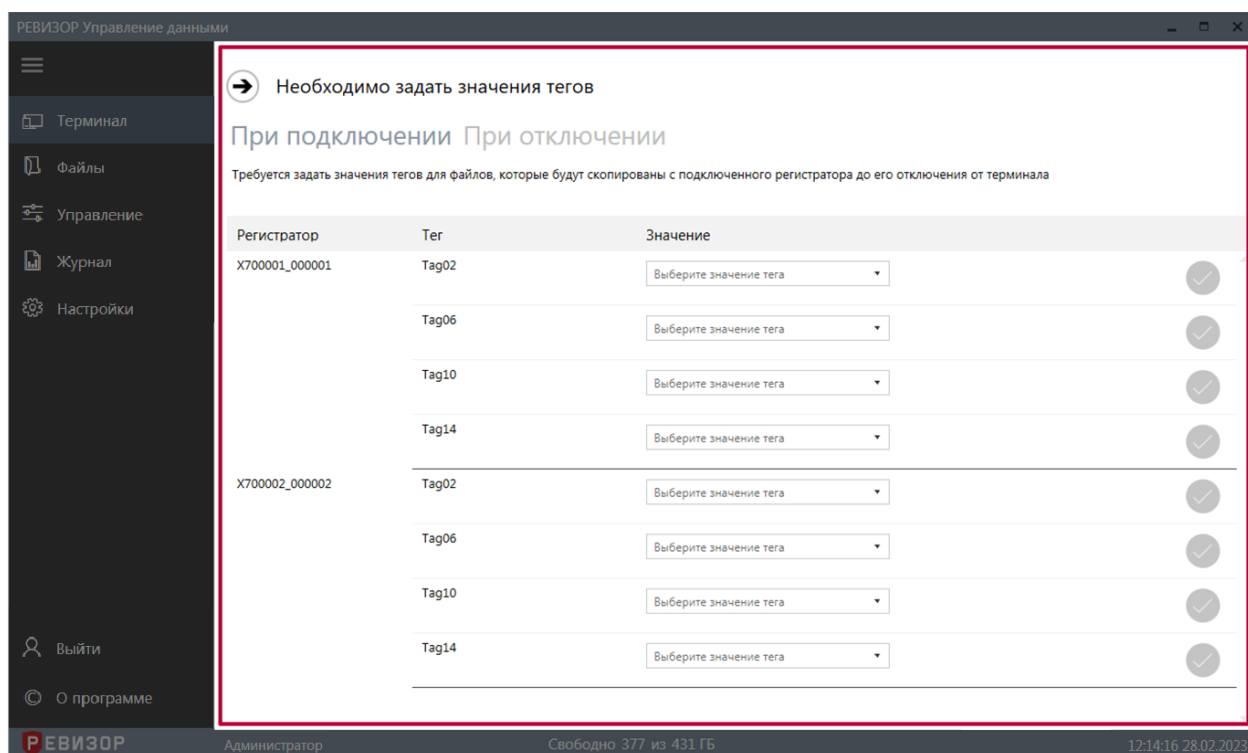 РЕВИЗОР Управление данными
Необходимо задать значения тегов
Терминал
Файлы
Управление
Журнал
Настройки
Выйти
О программе
При подключении При отключении
Требуется задать значения тегов для файлов, которые будут скопированы с подключенного регистратора до его отключения от терминала
Регистратор Тег Значение
X700001_000001 Tag02 Выберите значение тега
Tag06 Выберите значение тега
Tag10 Выберите значение тега
Tag14 Выберите значение тега
X700002_000002 Tag02 Выберите значение тега
Tag06 Выберите значение тега
Tag10 Выберите значение тега
Tag14 Выберите значение тега
РЕВИЗОР Администратор Свободно 377 из 431 ГБ 12:14:16 28.02.2023